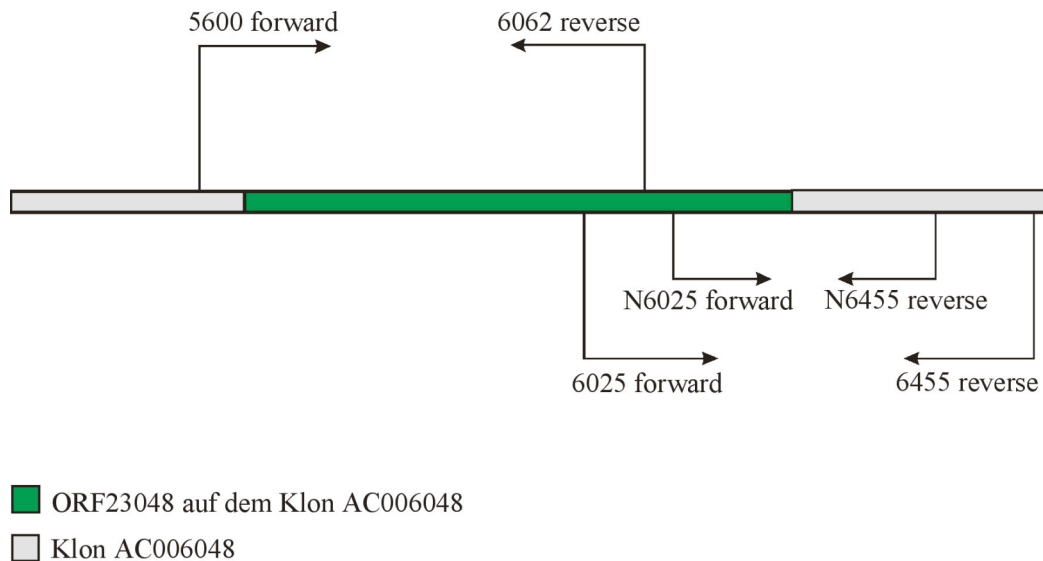 5600 forward
6062 reverse
N6025 forward
N6455 reverse
6025 forward
6455 reverse
ORF23048 auf dem Klon AC006048
Klon AC006048